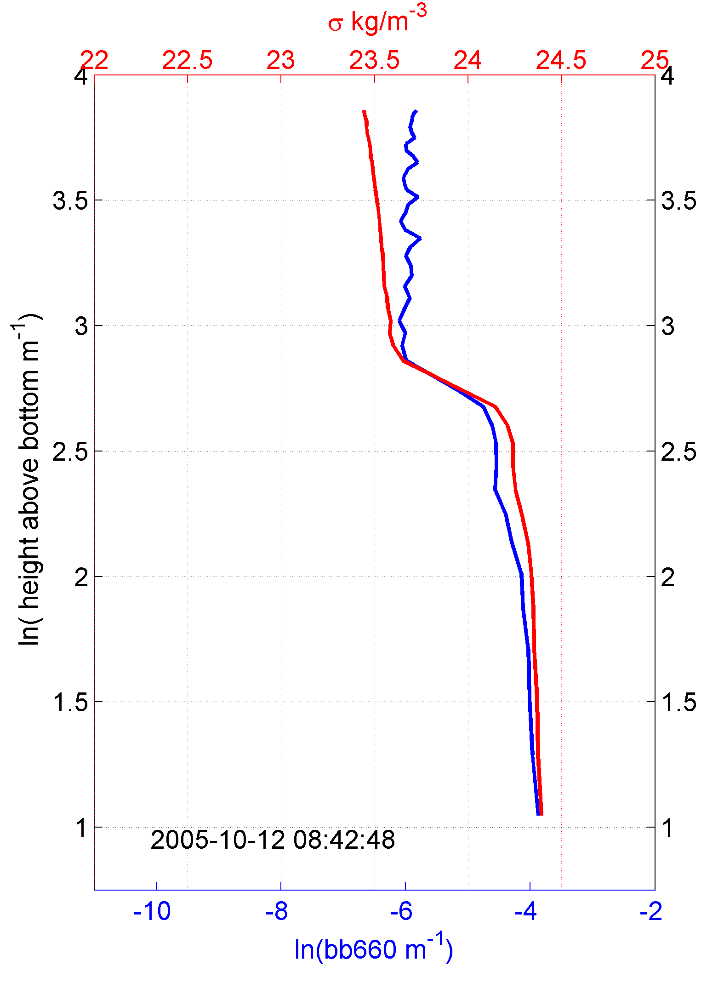 σ kg/m⁻³
22 22.5 23 23.5 24 24.5 25
4 4
3.5 3.5
3 3
2.5 2.5
2 2
1.5 1.5
1 1
ln( height above bottom m⁻¹)
2005-10-12 08:42:48
-10 -8 -6 -4 -2
ln(bb660 m⁻¹)